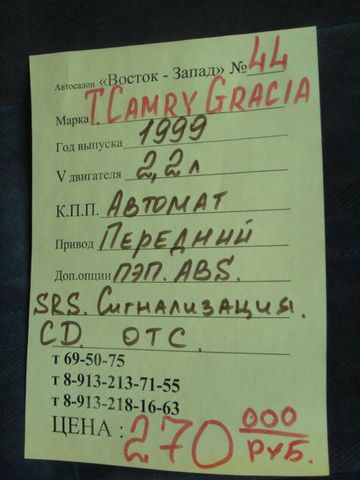 Автосалон «Восток - Запад» № 44
Марка T. CAMRY GRACIA
Год выпуска 1999
V двигателя 2,2 л
К.П.П. АВТОМАТ
Привод ПЕРЕДНИЙ
Доп.опции ПЭП. ABS.
SRS. СИГНАЛИЗАЦИЯ.
CD. ОТС.
т 69-50-75
т 8-913-213-71-55
т 8-913-218-16-63
ЦЕНА : 270 000 РУБ.